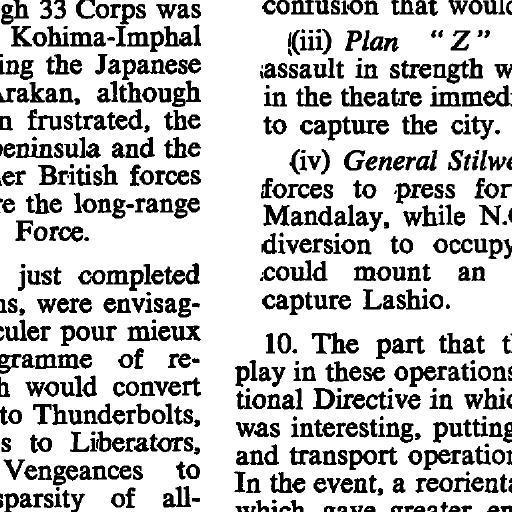 gh 33 Corps was
Kohima-Imphal
ing the Japanese
Arakan, although
n frustrated, the
peninsula and the
er British forces
re the long-range
Force.
just completed
ns, were envisag-
culer pour mieux
gramme of re-
h would convert
to Thunderbolts,
s to Liberators,
Vengeances to
sparsity of all-
confusion that would
(iii) Plan "Z"
assault in strength w
in the theatre immed
to capture the city.
(iv) General Stilwe
forces to press for
Mandalay, while N.C
diversion to occupy
could mount an
capture Lashio.
10. The part that t
play in these operations
tional Directive in whic
was interesting, putting
and transport operation
In the event, a reorienta
which gave greater em